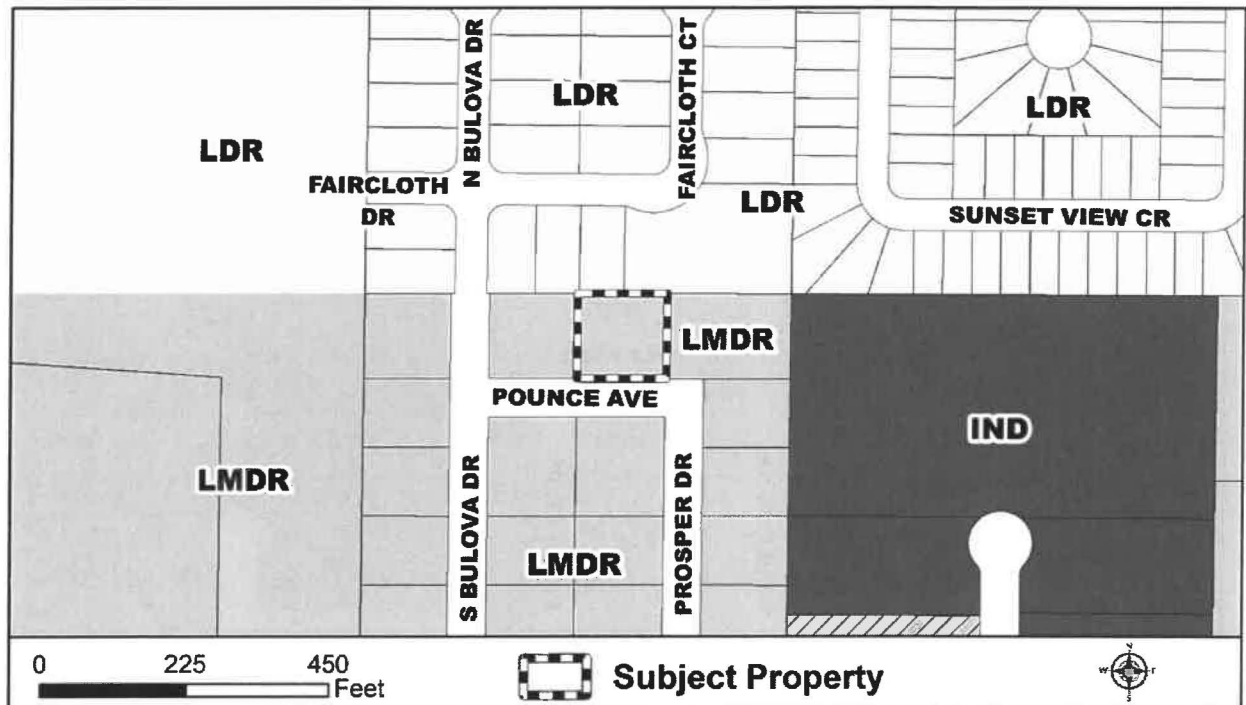 N BULOVA DR
FAIRCLOTH CT
LDR
LDR
LDR
FAIRCLOTH
DR
LDR
SUNSET VIEW CR
LMDR
POUNCE AVE
IND
LMDR
S BULOVA DR
PROSPER DR
LMDR
0 225 450
Feet
Subject Property
N
W
S